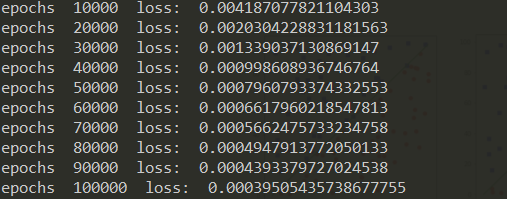 epochs  10000  loss:  0.004187077821104303
epochs  20000  loss:  0.0020304228831181563
epochs  30000  loss:  0.001339037130869147
epochs  40000  loss:  0.000998608936746764
epochs  50000  loss:  0.0007960793374332553
epochs  60000  loss:  0.0006617960218547813
epochs  70000  loss:  0.0005662475733234758
epochs  80000  loss:  0.0004947913772050133
epochs  90000  loss:  0.0004393379727024538
epochs  100000  loss:  0.00039505435738677755